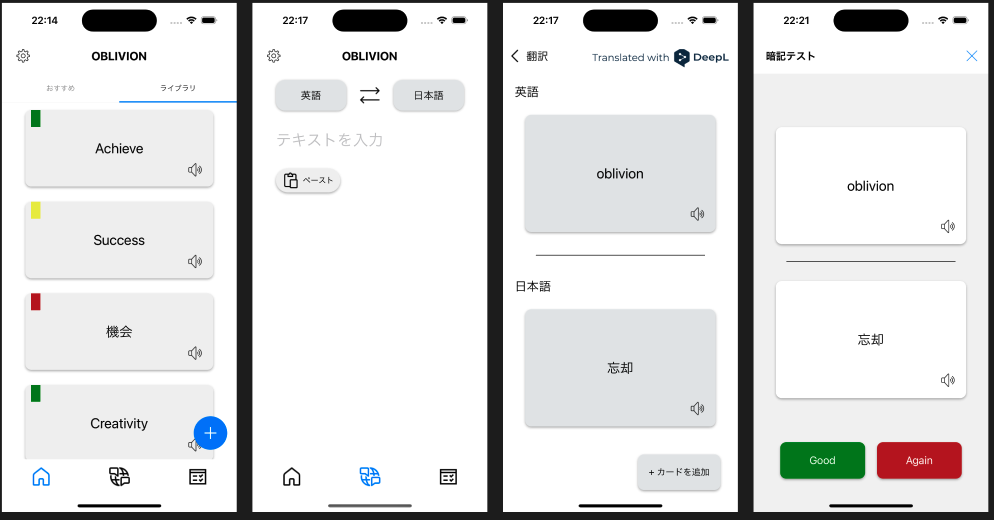 22:14
OBLIVION
おすすめ
ライブラリ
Achieve
Success
機会
Creativity
+
22:17
OBLIVION
英語
日本語
テキストを入力
ペースト
22:17
翻訳
Translated with DeepL
英語
oblivion
日本語
忘却
+ カードを追加
22:21
暗記テスト
oblivion
忘却
Good
Again